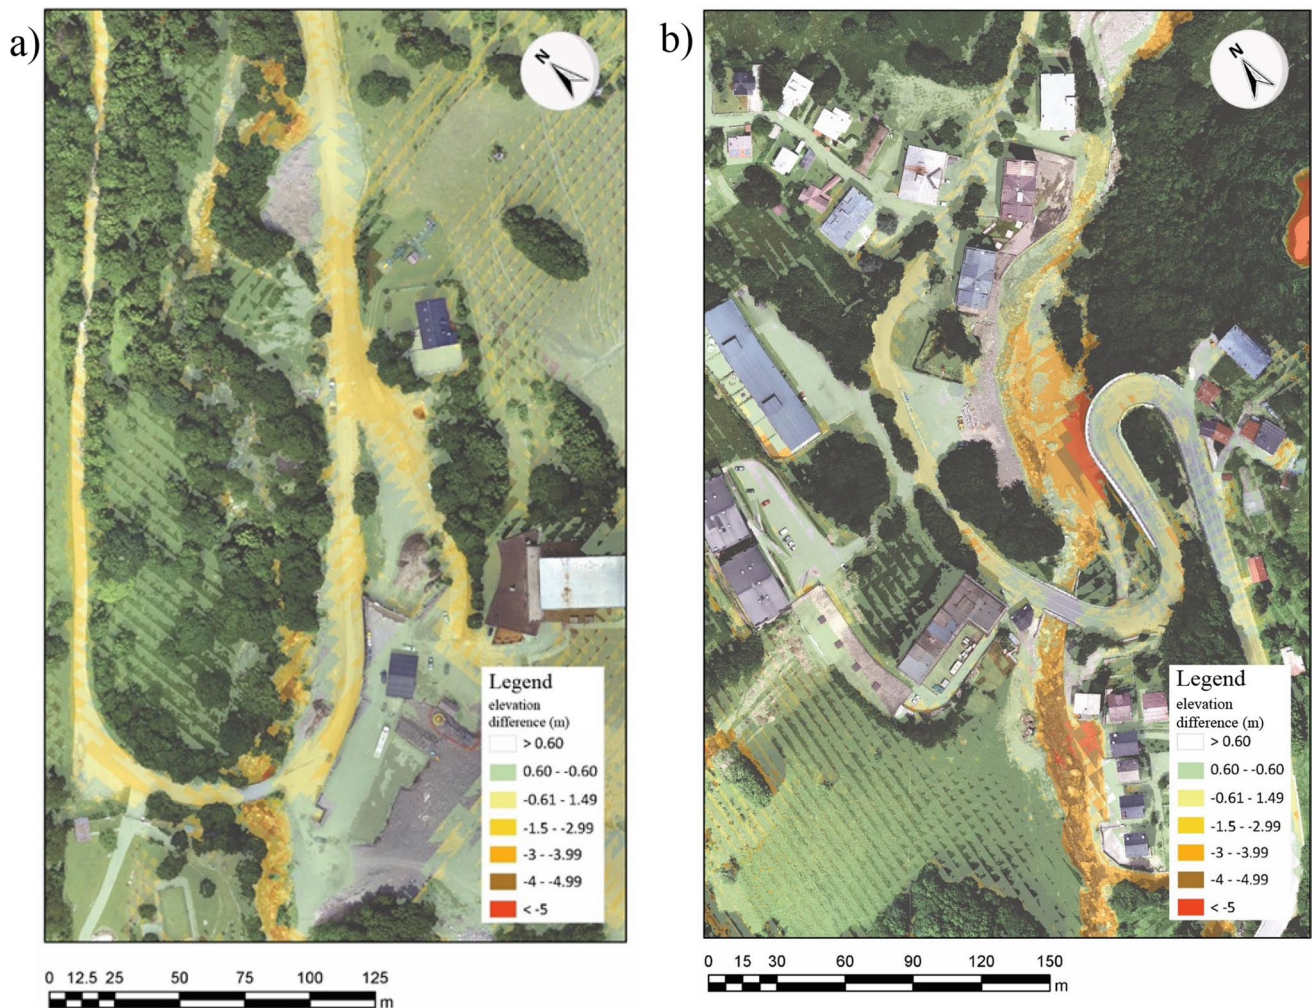 a)
N
Legend
elevation
difference (m)
> 0.60
0.60 - -0.60
-0.61 - 1.49
-1.5 - -2.99
-3 - -3.99
-4 - -4.99
< -5
0 12.5 25 50 75 100 125
m
b)
N
Legend
elevation
difference (m)
> 0.60
0.60 - -0.60
-0.61 - 1.49
-1.5 - -2.99
-3 - -3.99
-4 - -4.99
< -5
0 15 30 60 90 120 150
m